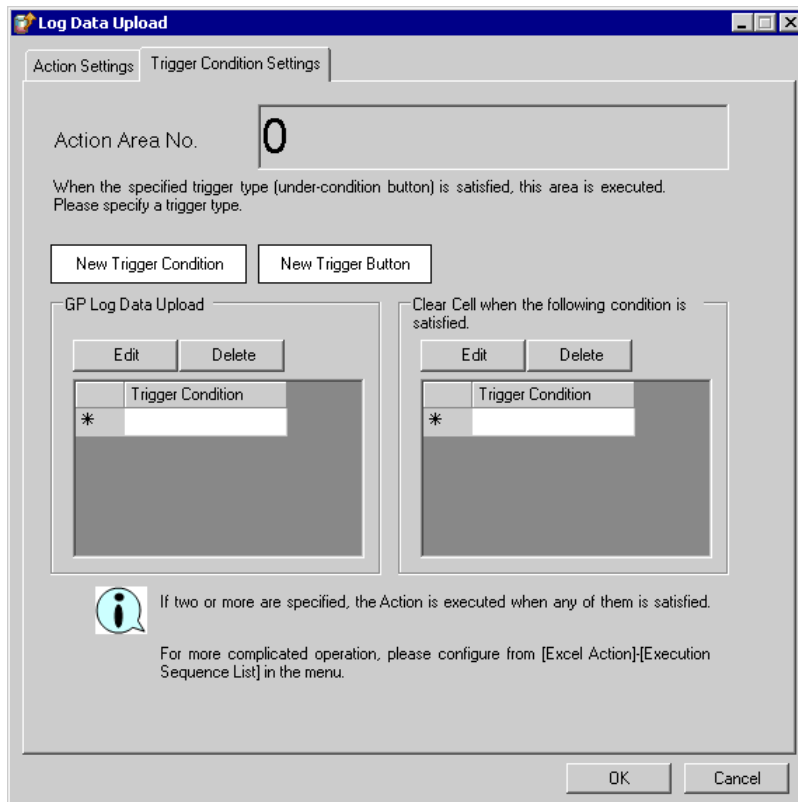 Log Data Upload
Action Settings
Trigger Condition Settings
Action Area No.
0
When the specified trigger type (under-condition button) is satisfied, this area is executed.
Please specify a trigger type.
New Trigger Condition
New Trigger Button
GP Log Data Upload
Edit
Delete
Trigger Condition
*
Clear Cell when the following condition is
satisfied.
Edit
Delete
Trigger Condition
*
If two or more are specified, the Action is executed when any of them is satisfied.
For more complicated operation, please configure from [Excel Action]-[Execution
Sequence List] in the menu.
OK
Cancel